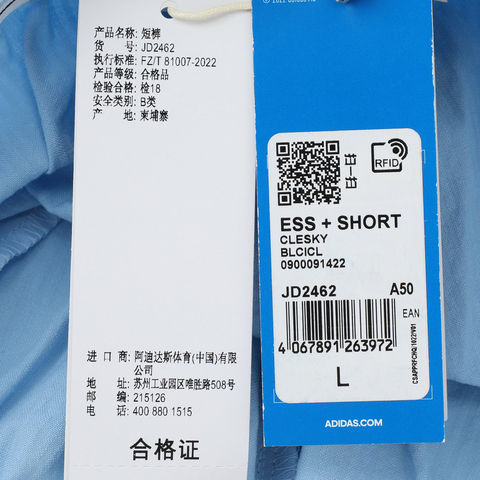 产品名称: 短裤
货 号: JD2462
执行标准: FZ/T 81007-2022
产品等级: 合格品
检验合格: 检18
安全类别: B类
产 地: 柬埔寨
进 口 商: 阿迪达斯体育(中国)有限
公司
地 址: 苏州工业园区唯胜路508号
邮 编: 215126
电 话: 400 880 1515
合格证
RFID
ESS + SHORT
CLESKY
BLCICL
0900091422
JD2462 A50
EAN
4 067891 263972
L
ADIDAS.COM